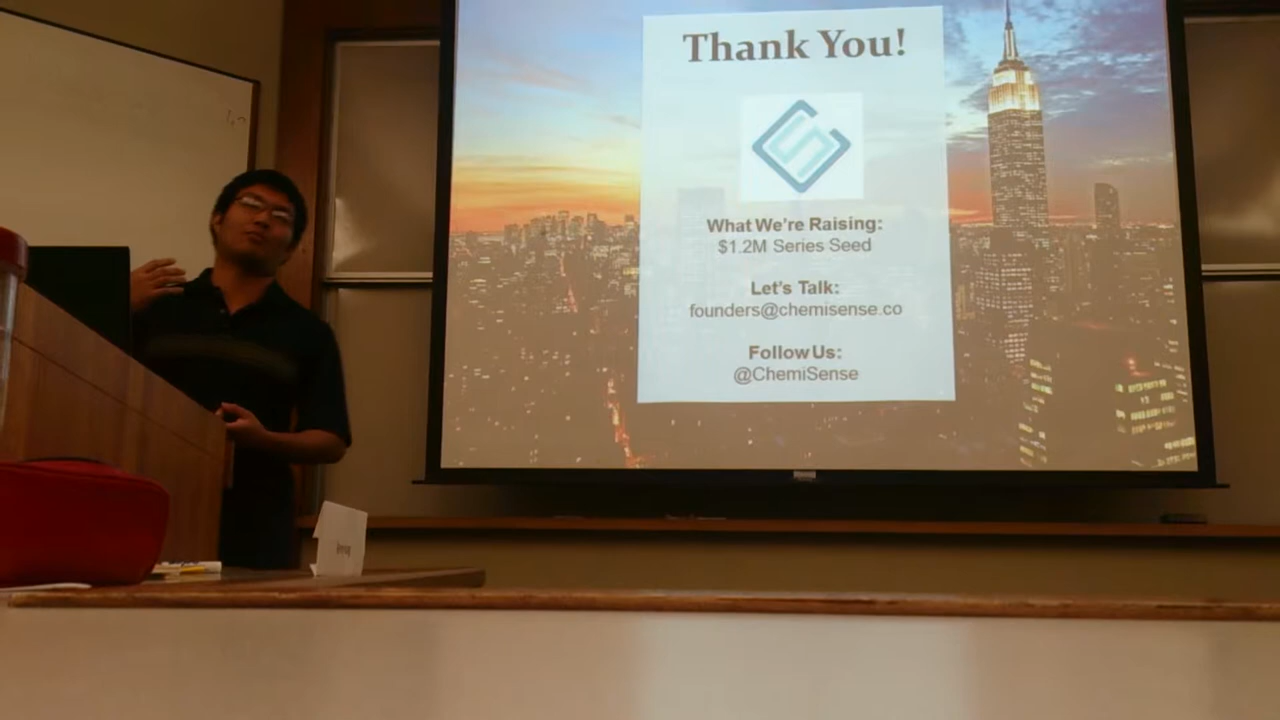 Thank You!
What We're Raising:
$1.2M Series Seed
Let's Talk:
founders@chemisense.co
Follow Us:
@ChemiSense